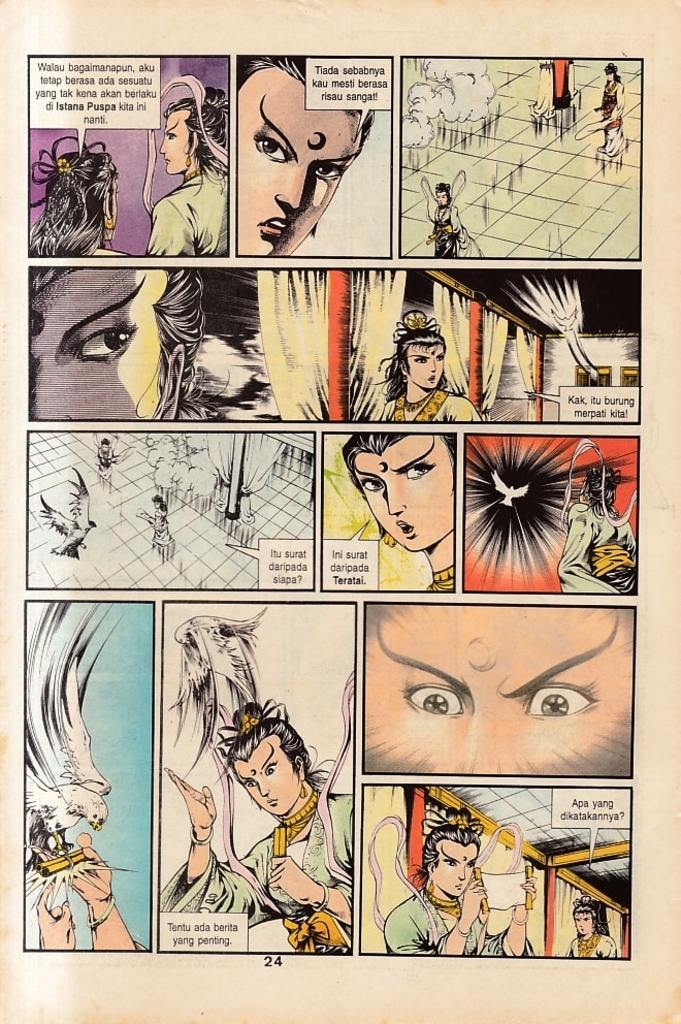 Walau bagaimanapun, aku
tetap berasa ada sesuatu
yang tak kena akan berlaku
di Istana Puspa kita ini
nanti.
Tiada sebabnya
kau mesti berasa
risau sangat!
Kak, itu burung
merpati kita!
Itu surat
daripada
siapa?
Ini surat
daripada
Teratai.
Tentu ada berita
yang penting.
Apa yang
dikatakannya?
24